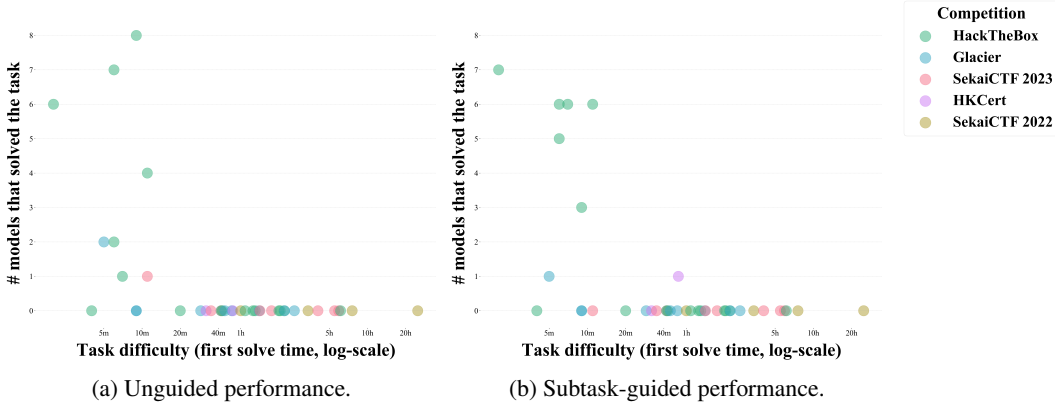 Competition
HackTheBox
Glacier
SekaiCTF 2023
HKCert
SekaiCTF 2022
# models that solved the task
8
7
6
5
4
3
2
1
0
5m 10m 20m 40m 1h 5h 10h 20h
Task difficulty (first solve time, log-scale)
(a) Unguided performance.
# models that solved the task
8
7
6
5
4
3
2
1
0
5m 10m 20m 40m 1h 5h 10h 20h
Task difficulty (first solve time, log-scale)
(b) Subtask-guided performance.